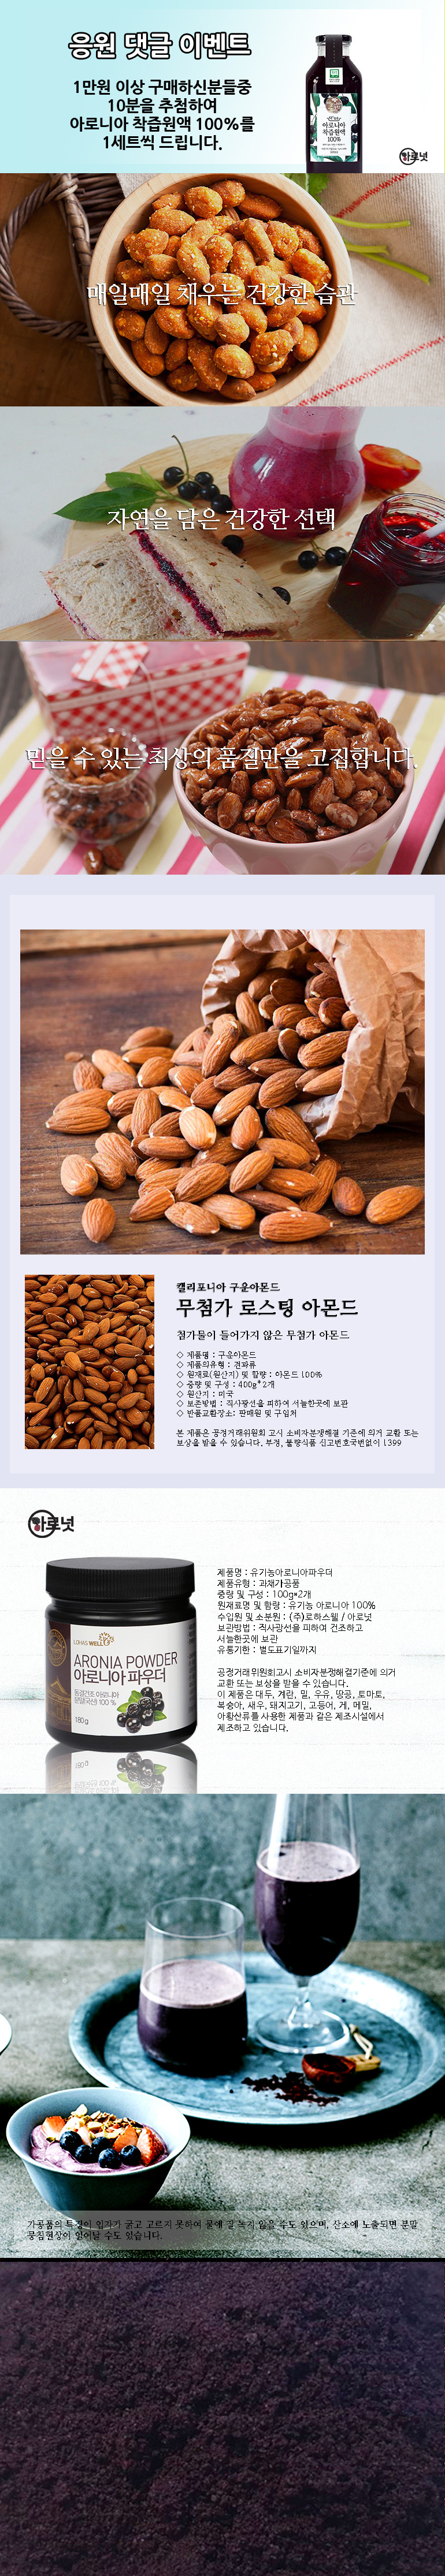 응원 댓글 이벤트
1만원 이상 구매하신분들중
10분을 추첨하여
아로니아 착즙원액 100%를
1세트씩 드립니다.
아로니아
착즙원액
100%
아로넛
매일매일 채우는 건강한 습관
자연을 담은 건강한 선택
믿을 수 있는 최상의 품질만을 고집합니다.
캘리포니아 구운아몬드
무첨가 로스팅 아몬드
첨가물이 들어가지 않은 무첨가 아몬드
◇ 제품명 : 구운아몬드
◇ 제품의유형 : 견과류
◇ 원재료(원산지) 및 함량 : 아몬드 100%
◇ 중량 및 구성 : 400g*2개
◇ 원산지 : 미국
◇ 보존방법 : 직사광선을 피하여 서늘한곳에 보관
◇ 반품교환장소: 판매원 및 구입처
본 제품은 공정거래위원회 고시 소비자분쟁해결 기준에 의거 교환 또는
보상을 받을 수 있습니다. 부정, 불량식품 신고번호국번없이 1399
아로넛
LOHAS WELL
ARONIA POWDER
아로니아 파우더
동결건조 아로니아
분말(국산) 100 %
180g
제품명 : 유기농아로니아파우더
제품유형 : 과채가공품
중량 및 구성 : 100g*2개
원재료명 및 함량 : 유기농 아로니아 100%
수입원 및 소분원 : (주)로하스웰 / 아로넛
보관방법 : 직사광선을 피하여 건조하고
서늘한곳에 보관
유통기한 : 별도표기일까지
공정거래위원회고시 소비자분쟁해결기준에 의거
교환 또는 보상을 받을 수 있습니다.
이 제품은 대두, 계란, 밀, 우유, 땅콩, 토마토,
복숭아, 새우, 돼지고기, 고등어, 게, 메밀,
아황산류를 사용한 제품과 같은 제조시설에서
제조하고 있습니다.
가공품의 특징이 입자가 굵고 고르지 못하여 물에 잘 녹지 않을 수도 있으며, 산소에 노출되면 분말
뭉침현상이 일어날 수도 있습니다.